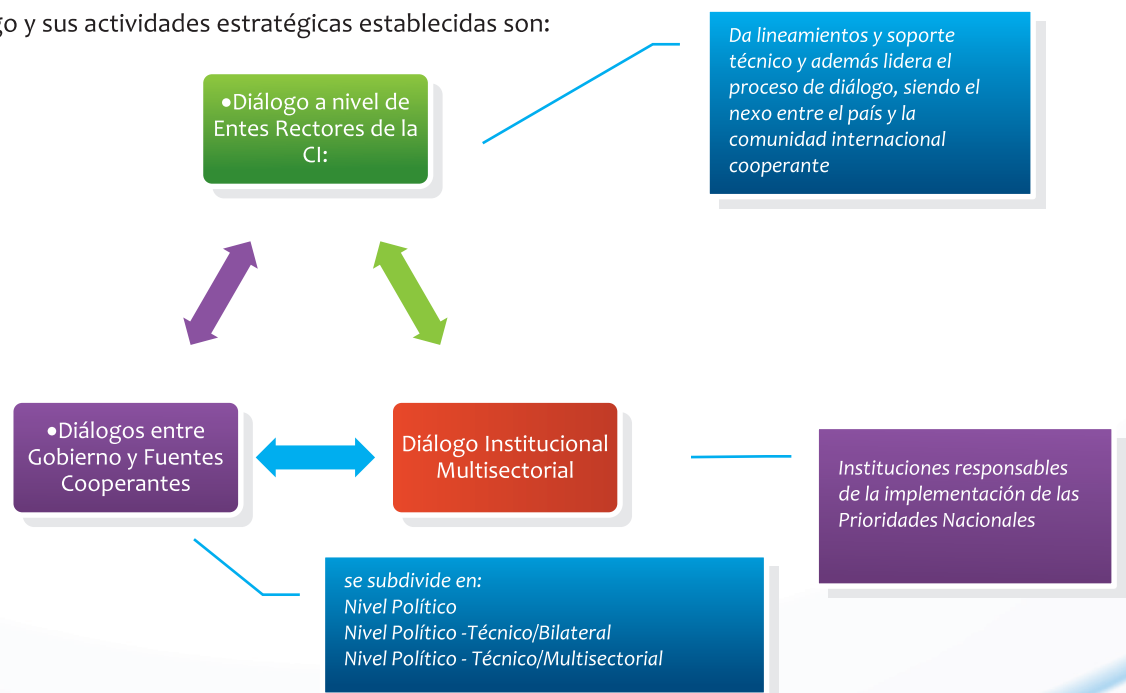 go y sus actividades estratégicas establecidas son:
•Diálogo a nivel de
Entes Rectores de la
CI:
Da lineamientos y soporte
técnico y además lidera el
proceso de diálogo, siendo el
nexo entre el país y la
comunidad internacional
cooperante
•Diálogos entre
Gobierno y Fuentes
Cooperantes
Diálogo Institucional
Multisectorial
Instituciones responsables
de la implementación de las
Prioridades Nacionales
se subdivide en:
Nivel Político
Nivel Político -Técnico/Bilateral
Nivel Político - Técnico/Multisectorial